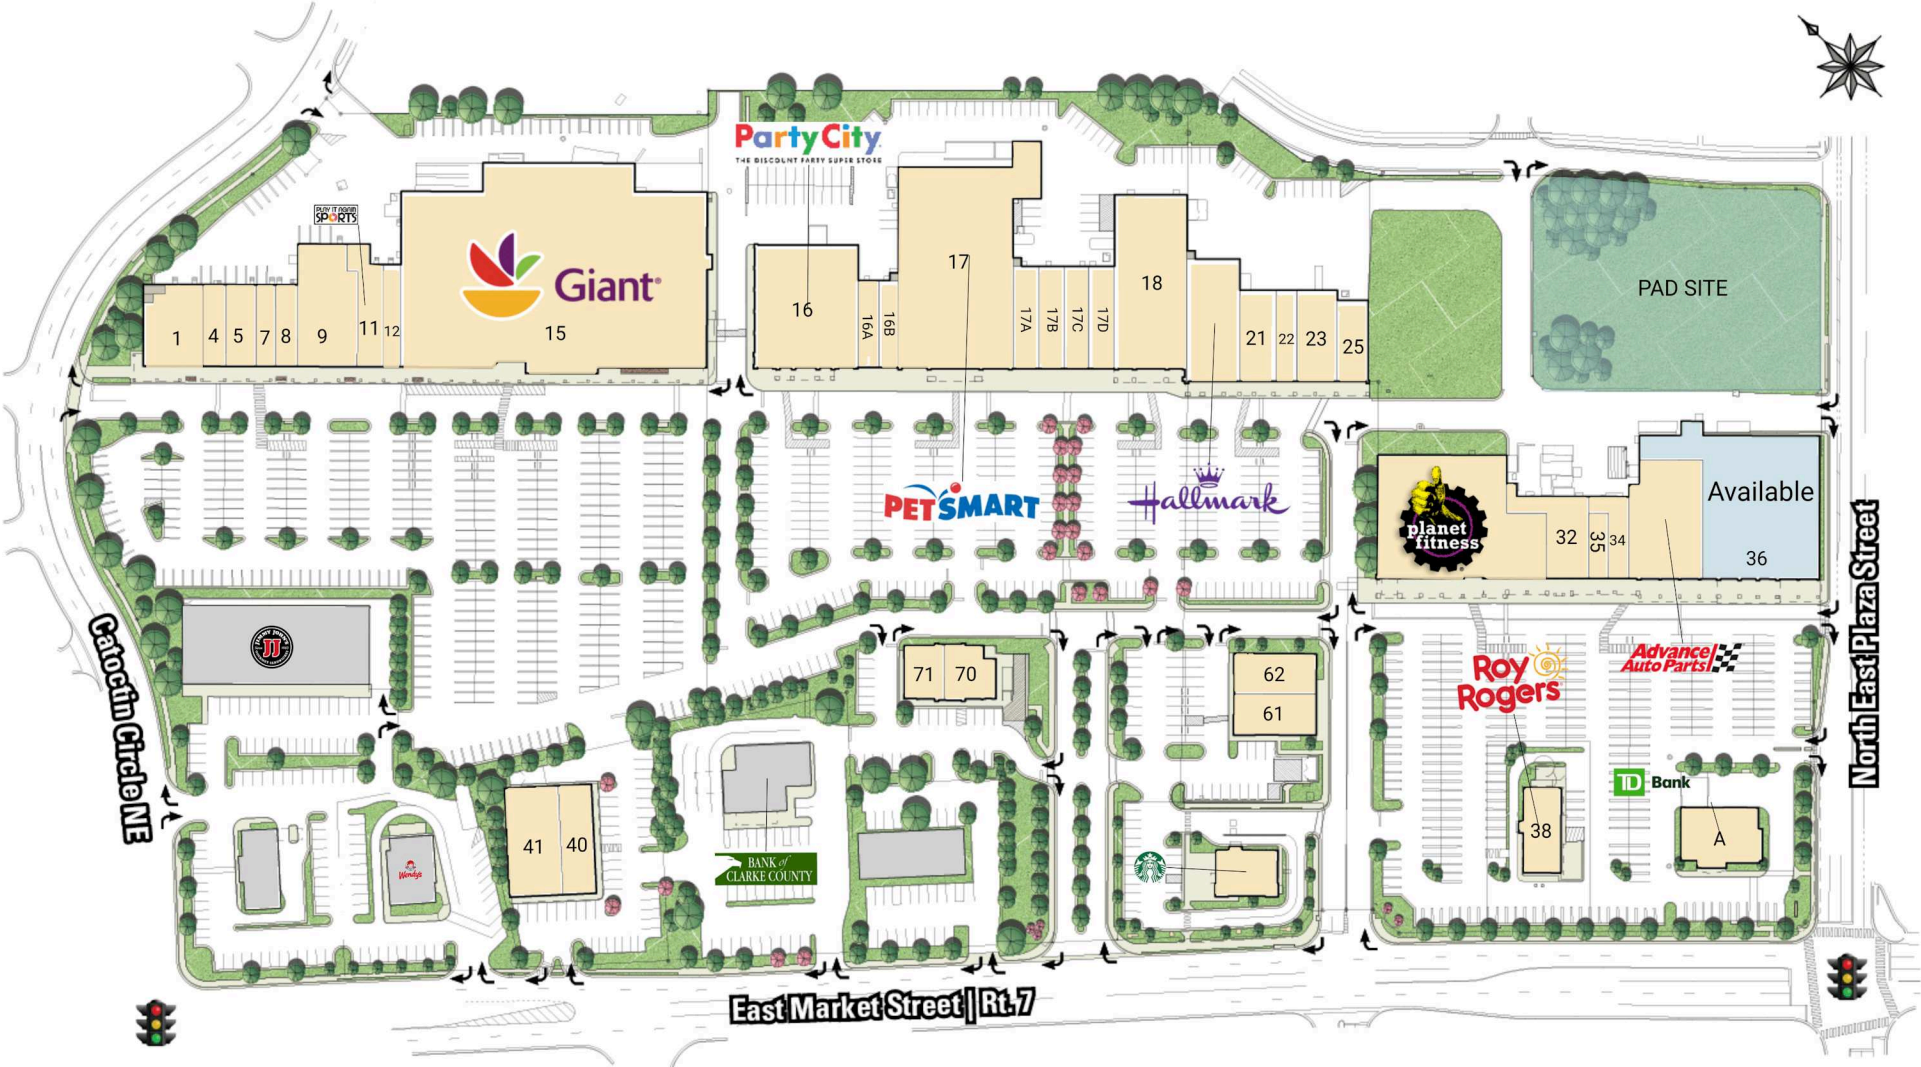 Party City
THE DISCOUNT PARTY SUPER STORE
PLAY IT AGAIN
SPORTS
Giant
1
4
5
7
8
9
11
12
15
16
16A
16B
17
17A
17B
17C
17D
18
21
22
23
25
PAD SITE
PETSMART
Hallmark
planet
fitness
32
35
34
Available
36
North East Plaza Street
Catoctin Circle NE
JIMMY JOHN'S
JJ
71
70
62
61
Roy
Rogers
Advance
Auto Parts
TD Bank
38
A
41
40
Wendy's
BANK of
CLARKE COUNTY
East Market Street | Rt. 7